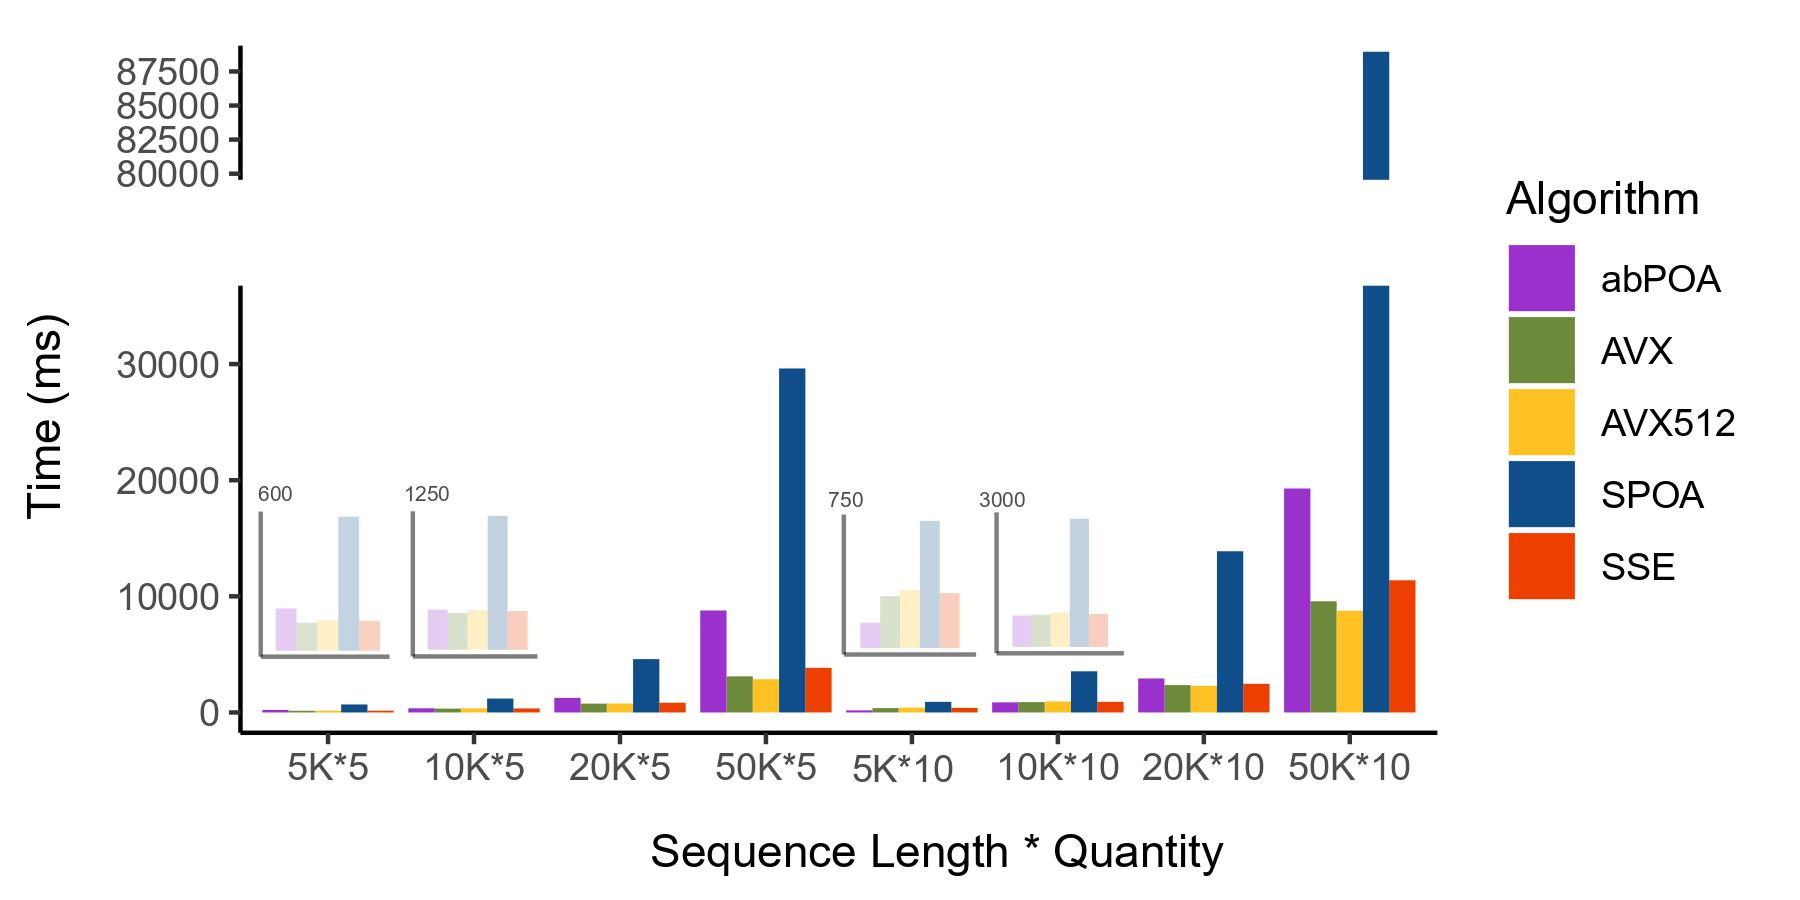 87500
85000
82500
80000
30000
20000
10000
0
Time (ms)
600
1250
750
3000
5K*5
10K*5
20K*5
50K*5
5K*10
10K*10
20K*10
50K*10
Sequence Length * Quantity
Algorithm
abPOA
AVX
AVX512
SPOA
SSE